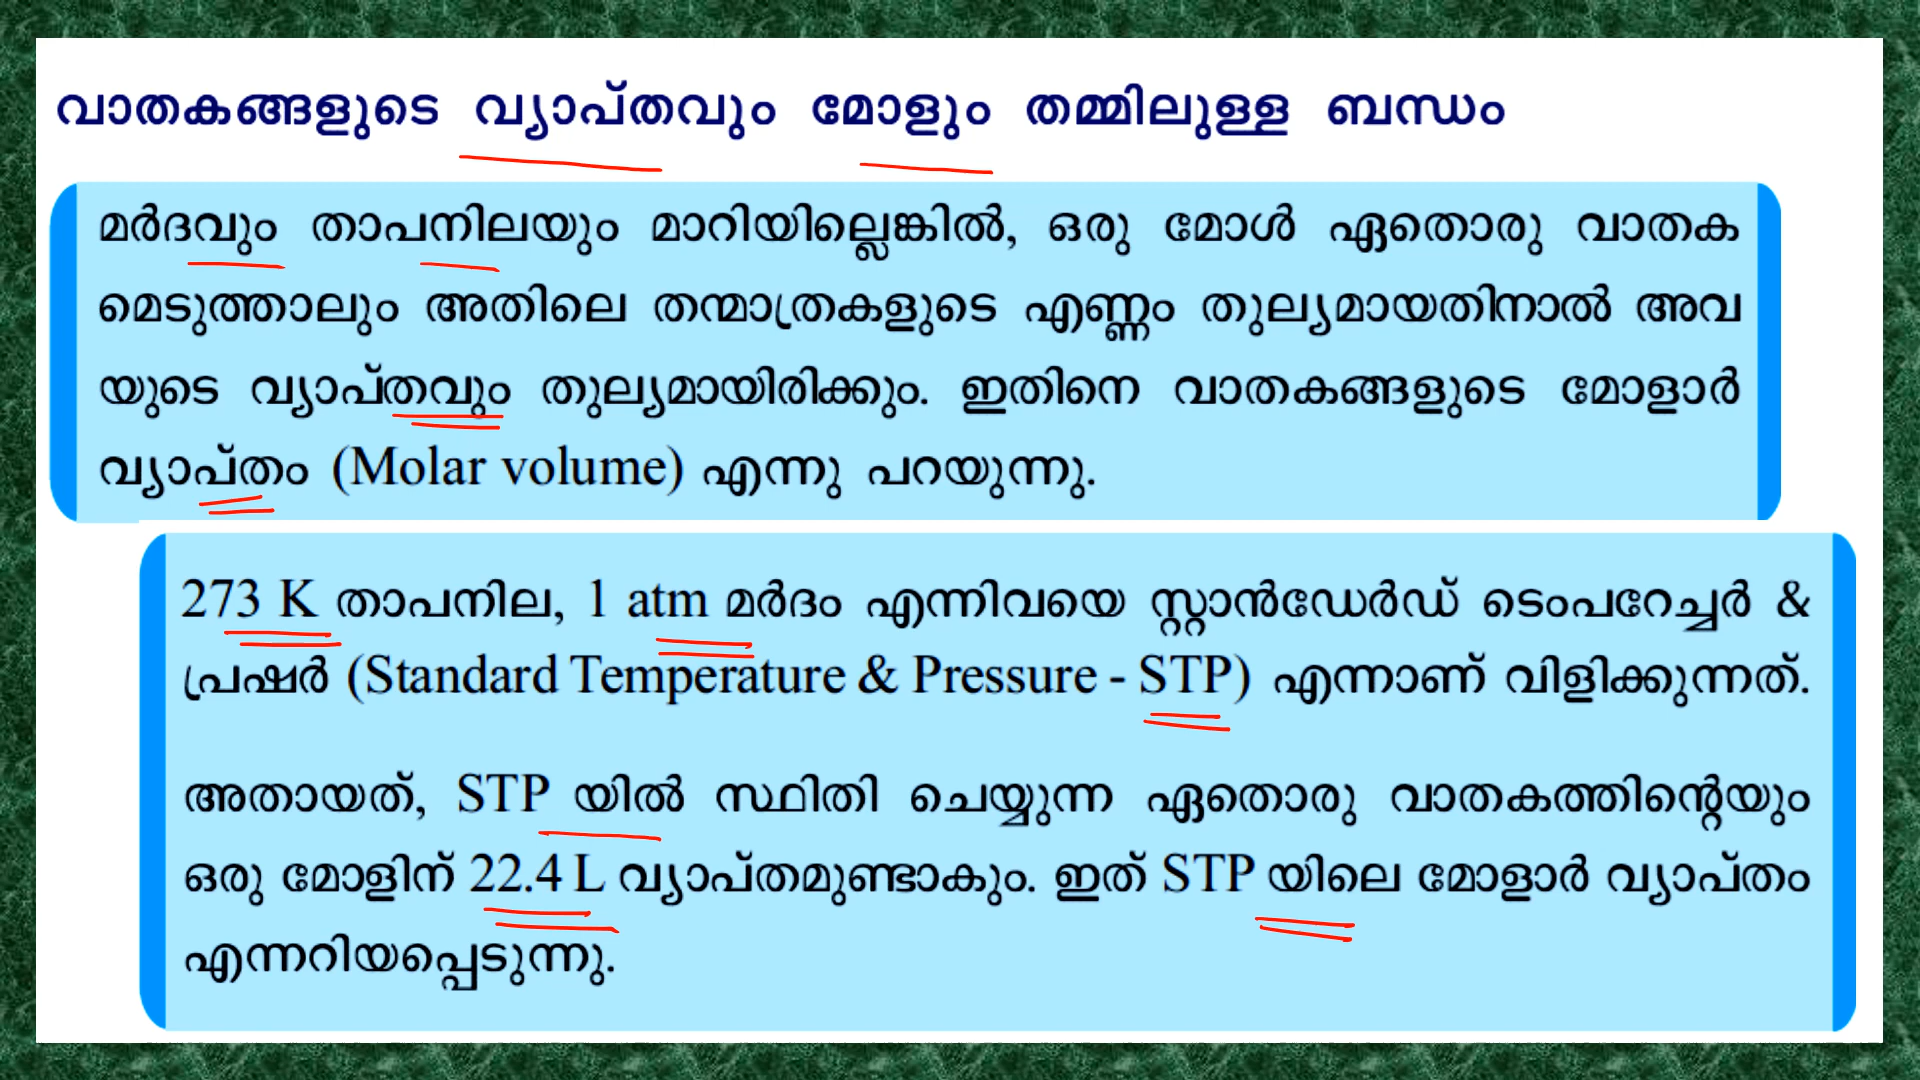 വാതകങ്ങളുടെ വ്യാപ്തവും മോളും തമ്മിലുള്ള ബന്ധം
മർദവും താപനിലയും മാറിയില്ലെങ്കിൽ, ഒരു മോൾ ഏതൊരു വാതക
മെടുത്താലും അതിലെ തന്മാത്രകളുടെ എണ്ണം തുല്യമായതിനാൽ അവ
യുടെ വ്യാപ്തവും തുല്യമായിരിക്കും. ഇതിനെ വാതകങ്ങളുടെ മോളാർ
വ്യാപ്തം (Molar volume) എന്നു പറയുന്നു.
273 K താപനില, 1 atm മർദം എന്നിവയെ സ്റ്റാൻഡേർഡ് ടെംപറേച്ചർ &
പ്രഷർ (Standard Temperature & Pressure - STP) എന്നാണ് വിളിക്കുന്നത്.
അതായത്, STP യിൽ സ്ഥിതി ചെയ്യുന്ന ഏതൊരു വാതകത്തിന്റെയും
ഒരു മോളിന് 22.4 L വ്യാപ്തമുണ്ടാകും. ഇത് STP യിലെ മോളാർ വ്യാപ്തം
എന്നറിയപ്പെടുന്നു.